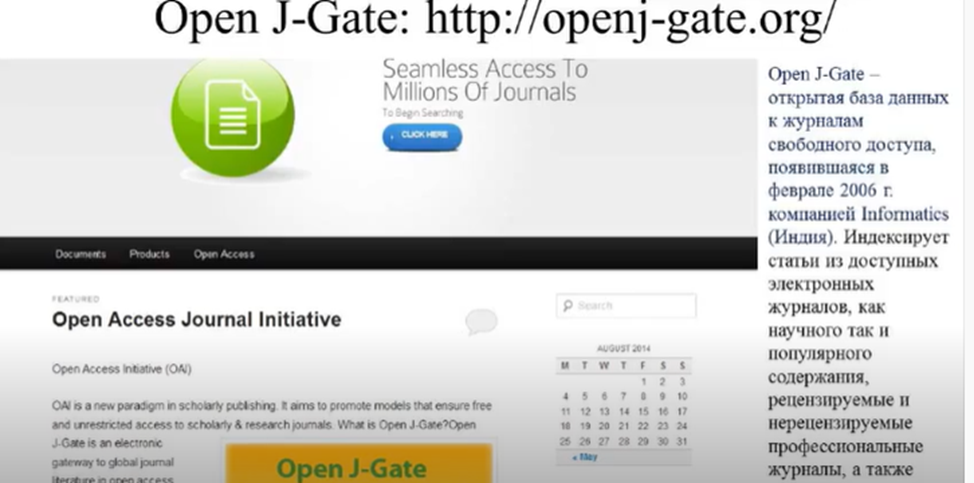 Open J-Gate: http://openj-gate.org/
Seamless Access To
Millions Of Journals
To Begin Searching
CLICK HERE
Documents Products Open Access
FEATURED
Open Access Journal Initiative
Open Access Initiative (OAI)
OAI is a new paradigm in scholarly publishing. It aims to promote models that ensure free
and unrestricted access to scholarly & research journals. What is Open J-Gate?Open
J-Gate is an electronic
gateway to global journal
literature in open access
Open J-Gate
Search
AUGUST 2014
M T W T F S S
1 2 3
4 5 6 7 8 9 10
11 12 13 14 15 16 17
18 19 20 21 22 23 24
25 26 27 28 29 30 31
« May
Open J-Gate –
открытая база данных
к журналам
свободного доступа,
появившаяся в
феврале 2006 г.
компанией Informatics
(Индия). Индексирует
статьи из доступных
электронных
журналов, как
научного так и
популярного
содержания,
рецензируемые и
нерецензируемые
профессиональные
журналы, а также